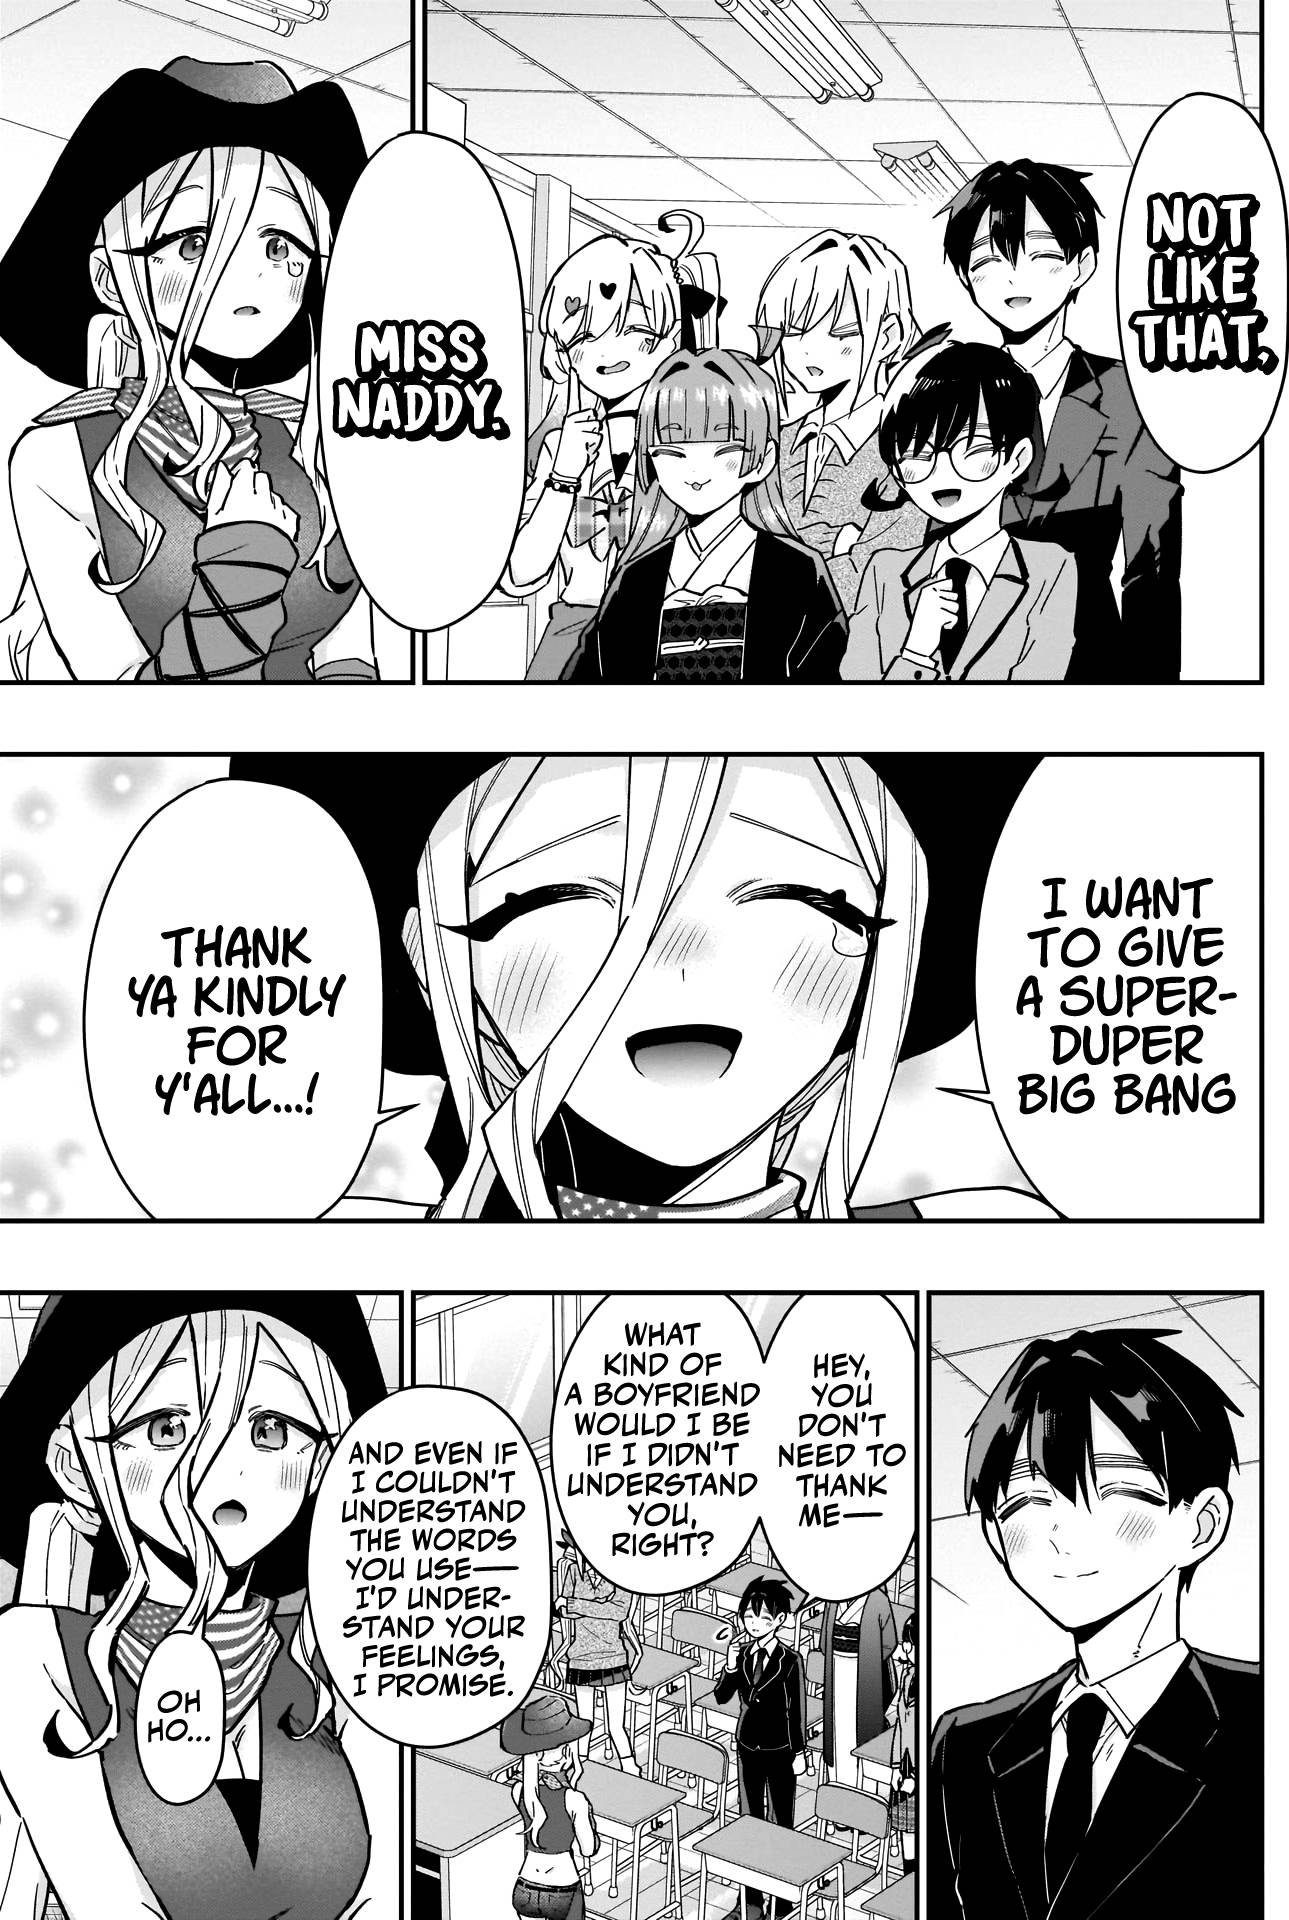 NOT
LIKE
THAT,
MISS
NADDY.
I WANT
TO GIVE
A SUPER-
DUPER
BIG BANG
THANK
YA KINDLY
FOR
Y'ALL...!
HEY,
YOU
DON'T
NEED TO
THANK
ME—
WHAT
KIND OF
A BOYFRIEND
WOULD I BE
IF I DIDN'T
UNDERSTAND
YOU,
RIGHT?
AND EVEN IF
I COULDN'T
UNDERSTAND
THE WORDS
YOU USE—
I'D UNDER-
STAND YOUR
FEELINGS,
I PROMISE.
OH
HO...